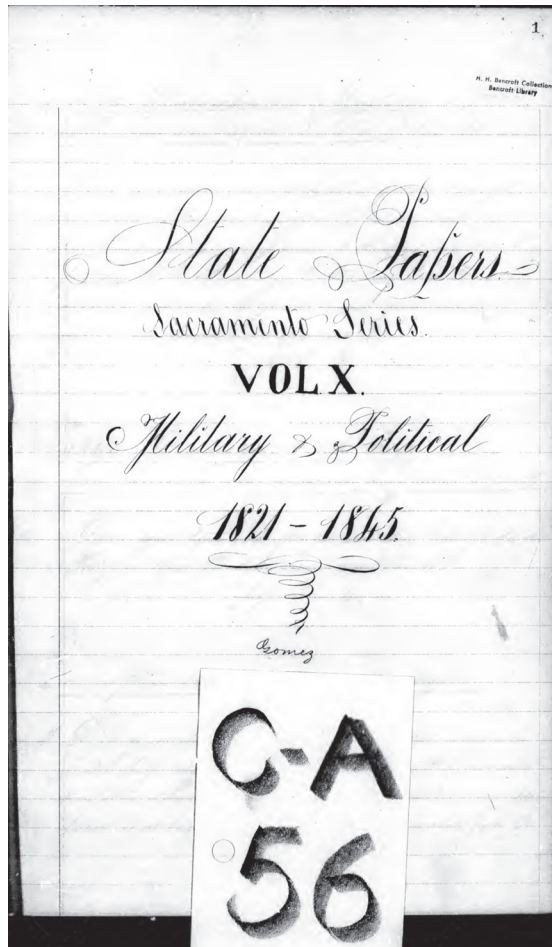 1
H. H. Bancroft Collection
Bancroft Library
State Papers
Sacramento Series.
VOL X.
Military & Political
1821 - 1845.
Gomez
C-A
56